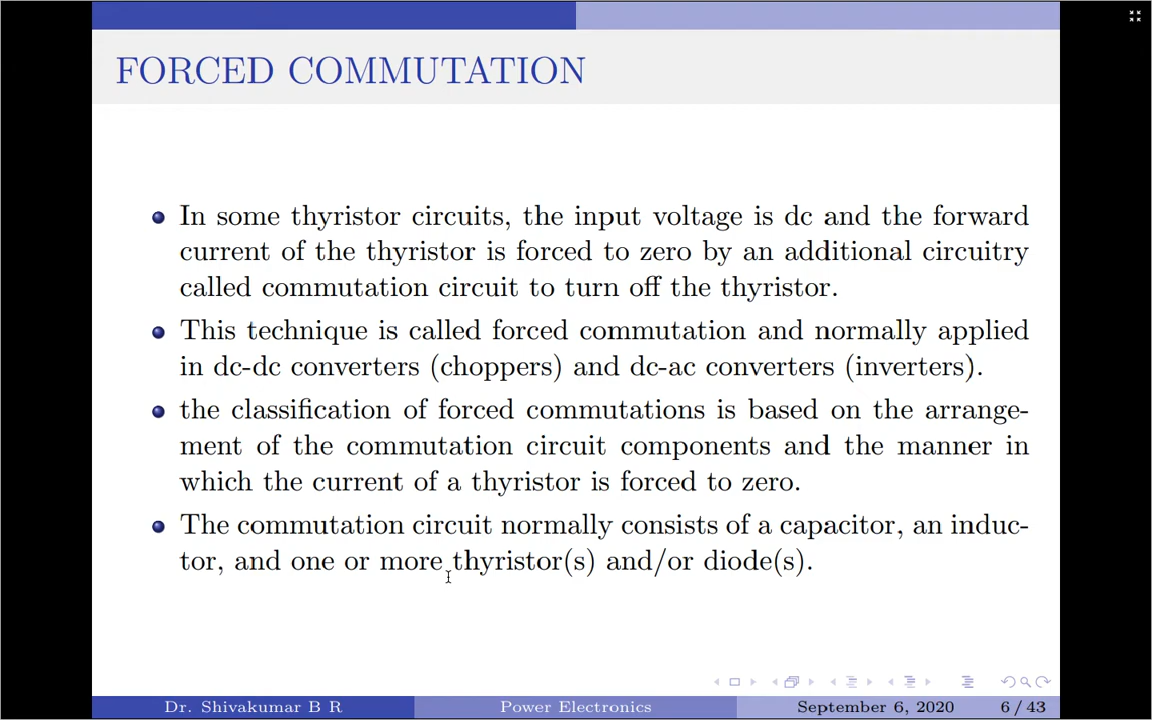 FORCED COMMUTATION
In some thyristor circuits, the input voltage is dc and the forward
current of the thyristor is forced to zero by an additional circuitry
called commutation circuit to turn off the thyristor.
This technique is called forced commutation and normally applied
in dc-dc converters (choppers) and dc-ac converters (inverters).
the classification of forced commutations is based on the arrange-
ment of the commutation circuit components and the manner in
which the current of a thyristor is forced to zero.
The commutation circuit normally consists of a capacitor, an induc-
tor, and one or more thyristor(s) and/or diode(s).
Dr. Shivakumar B R Power Electronics September 6, 2020 6 / 43